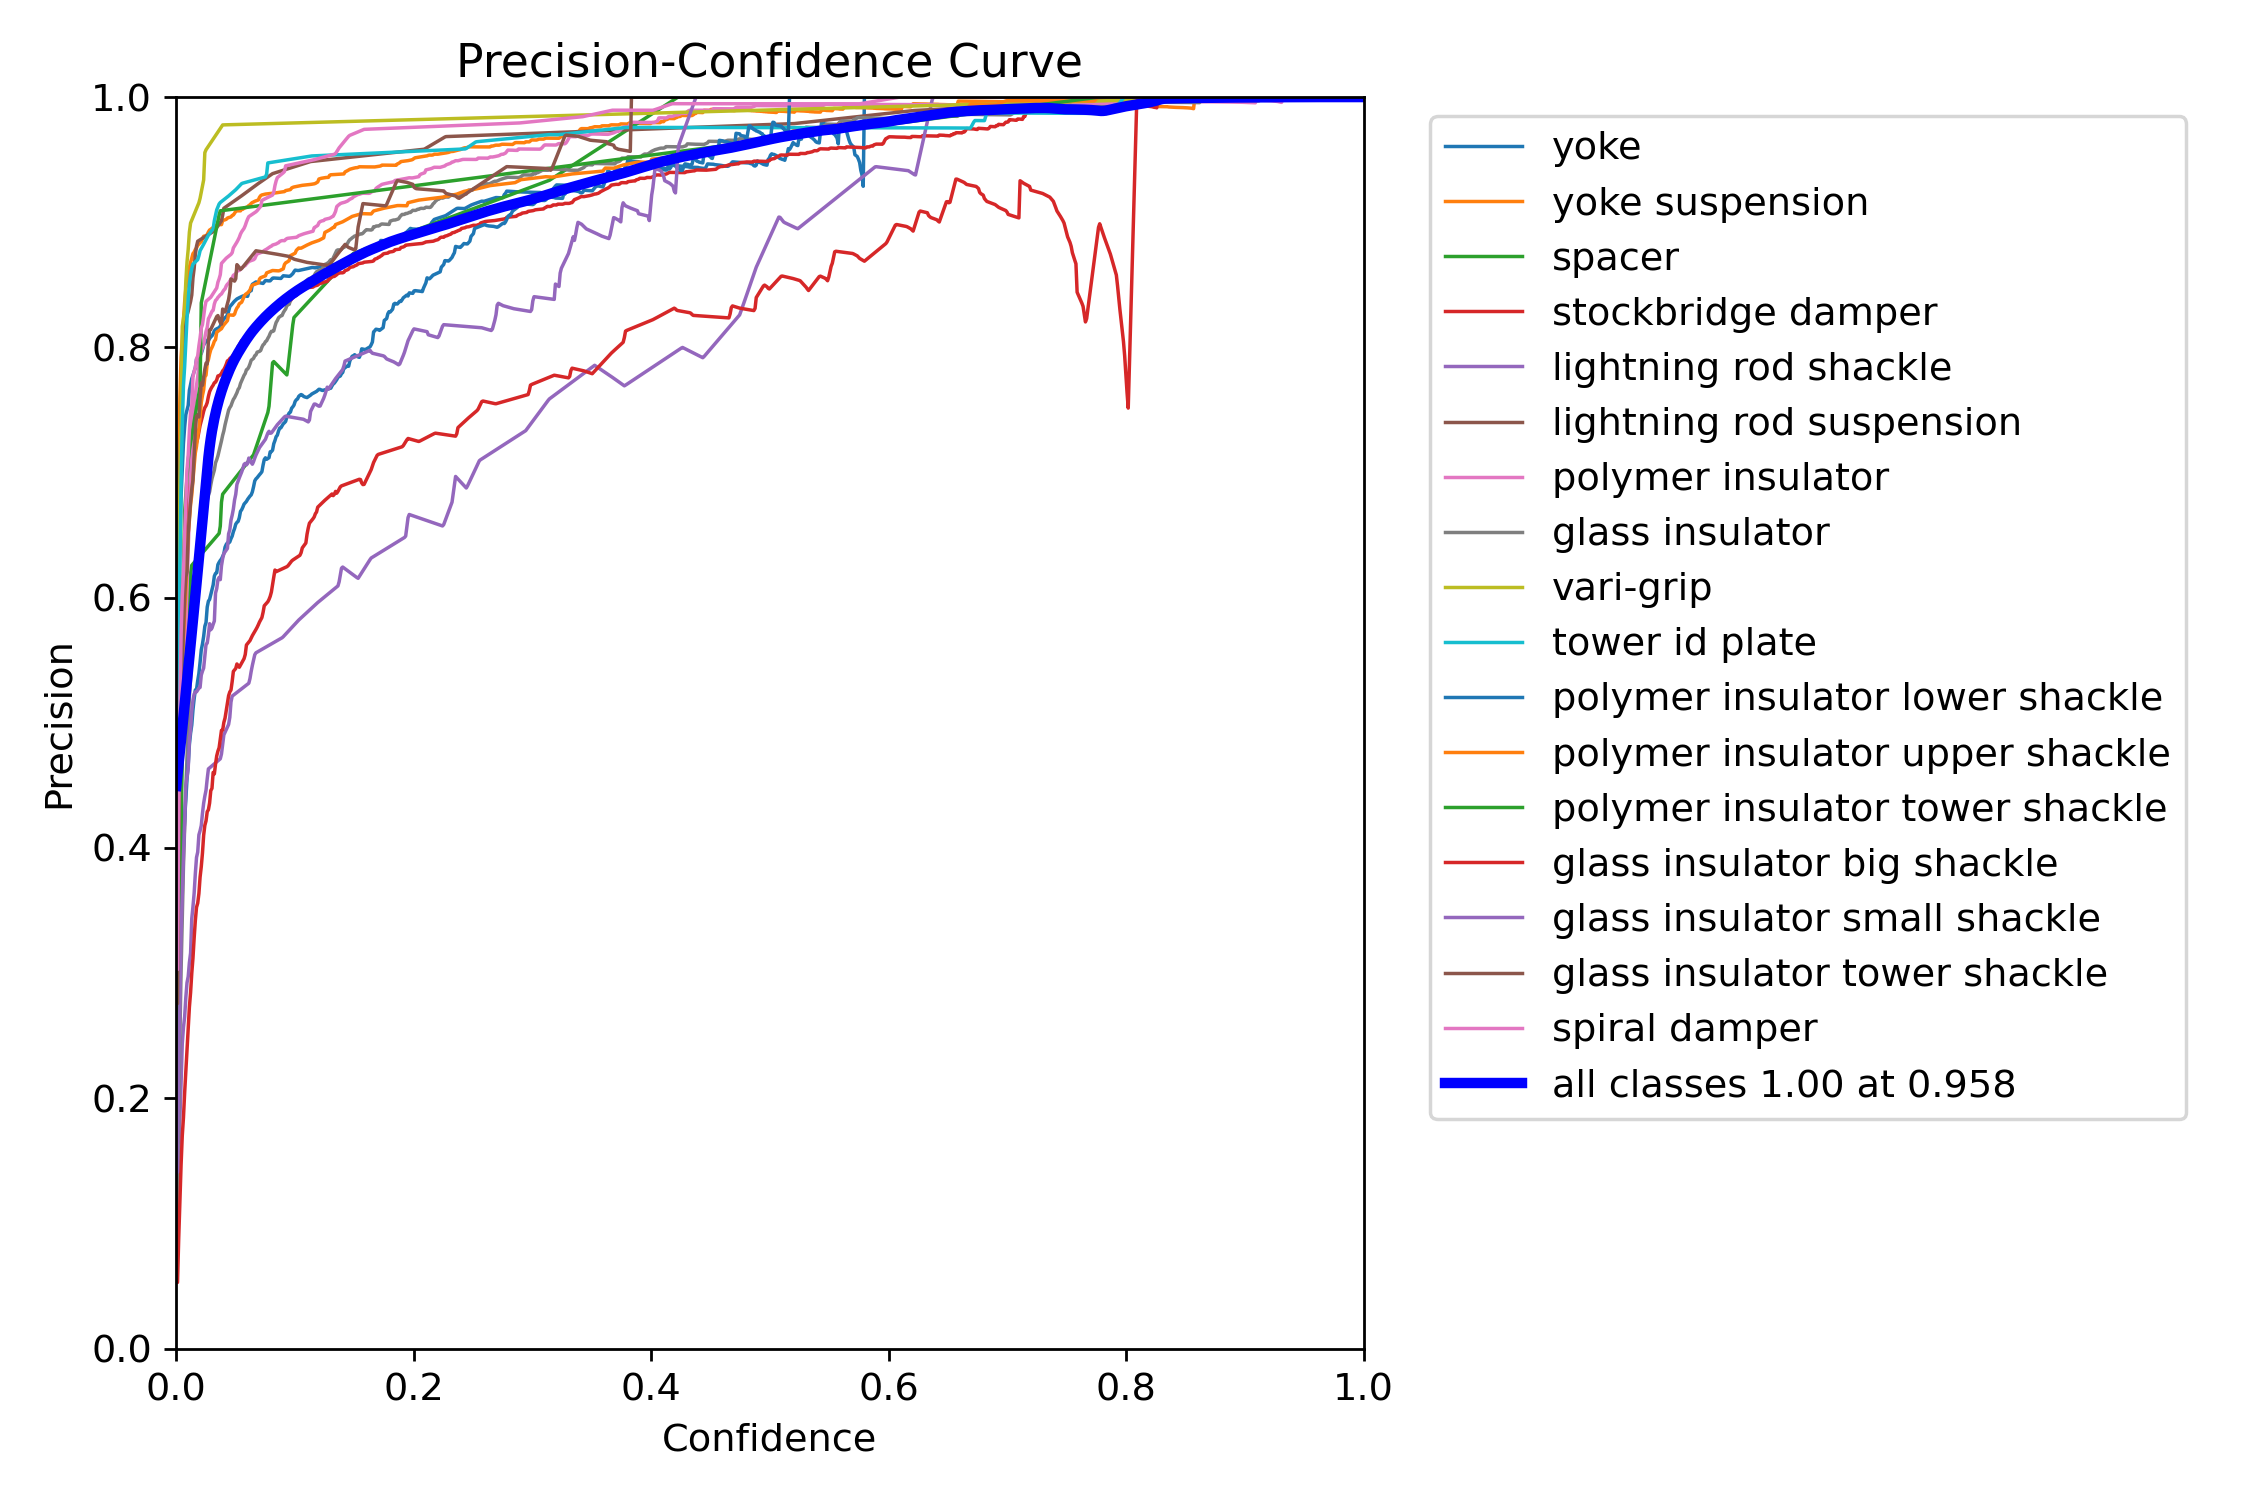 Precision-Confidence Curve
1.0
0.8
0.6
0.4
0.2
0.0
Precision
0.0 0.2 0.4 0.6 0.8 1.0
Confidence
yoke
yoke suspension
spacer
stockbridge damper
lightning rod shackle
lightning rod suspension
polymer insulator
glass insulator
vari-grip
tower id plate
polymer insulator lower shackle
polymer insulator upper shackle
polymer insulator tower shackle
glass insulator big shackle
glass insulator small shackle
glass insulator tower shackle
spiral damper
all classes 1.00 at 0.958